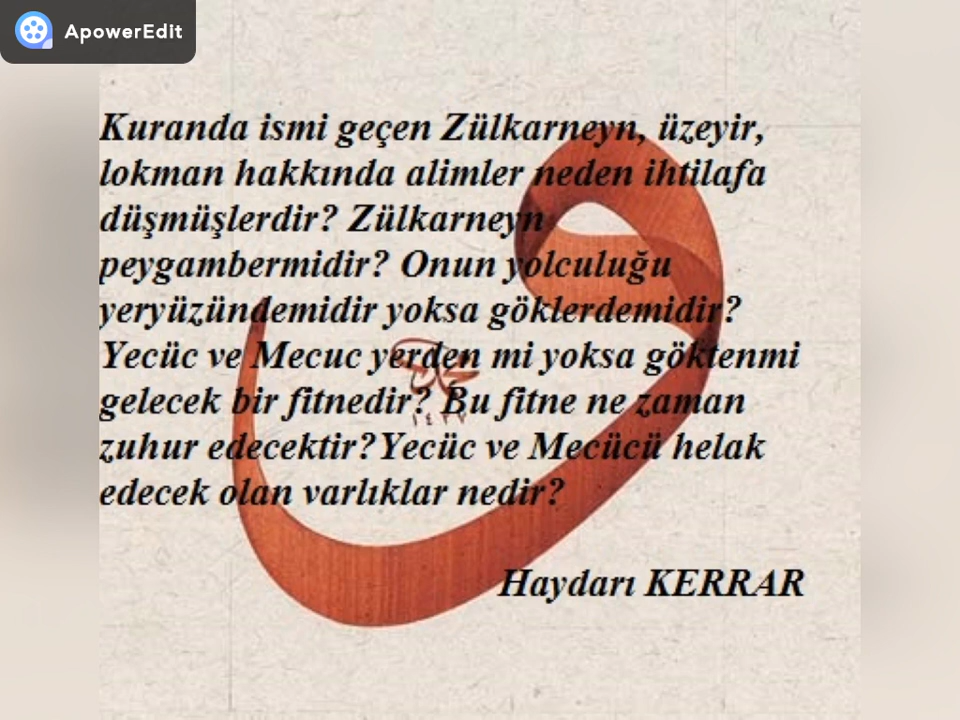 ApowerEdit
Kuranda ismi geçen Zülkarneyn, üzeyir,
lokman hakkında alimler neden ihtilafa
düşmüşlerdir? Zülkarneyn
peygambermidir? Onun yolculuğu
yeryüzündemidir yoksa göklerdemidir?
Yecüc ve Mecuc yerden mi yoksa göktenmi
gelecek bir fitnedir? Bu fitne ne zaman
zuhur edecektir?Yecüc ve Mecücü helak
edecek olan varlıklar nedir?
Haydarı KERRAR